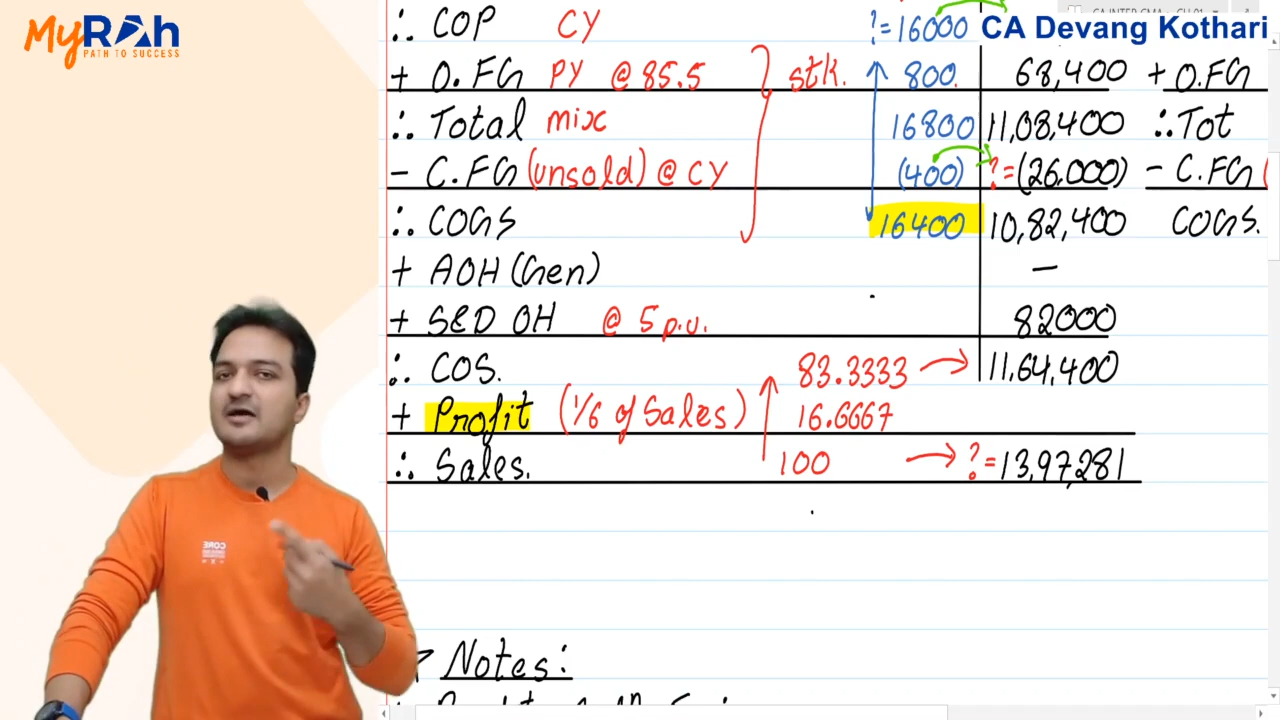 MyRAh
PATH TO SUCCESS
CA Devang Kothari
∴ COP CY ?=16000
+ O.FG PY @ 85.5 stk. 800. 68,400 + O.FG
∴ Total mix 16800 11,08,400 ∴Tot
- C.FG (unsold) @ CY (400) ?=(26,000) - C.FG (
∴ COGS 16400 10,82,400 COGS.
+ AOH (Gen) —
+ S&D OH @ 5 p.u. 82000
∴ COS. 83.3333 → 11,64,400
+ Profit (1/6 of Sales) 16.6667
∴ Sales. 100 → ?=13,97,281
CORE
Notes: